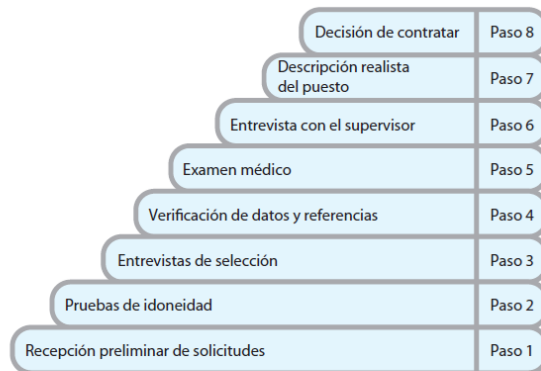 Decisión de contratar Paso 8
Descripción realista
del puesto Paso 7
Entrevista con el supervisor Paso 6
Examen médico Paso 5
Verificación de datos y referencias Paso 4
Entrevistas de selección Paso 3
Pruebas de idoneidad Paso 2
Recepción preliminar de solicitudes Paso 1